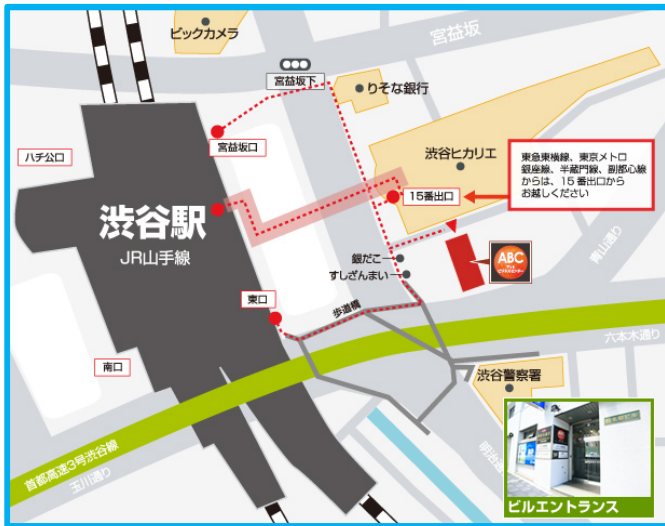 ビックカメラ
宮益坂
宮益坂下
りそな銀行
宮益坂口
ハチ公口
渋谷ヒカリエ
東急東横線、東京メトロ
銀座線、半蔵門線、副都心線
からは、15番出口から
お越しください
15番出口
渋谷駅
JR山手線
銀だこ
すしざんまい
ABC
青山通り
東口
歩道橋
六本木通り
南口
渋谷警察署
首都高速3号渋谷線
玉川通り
ビルエントランス